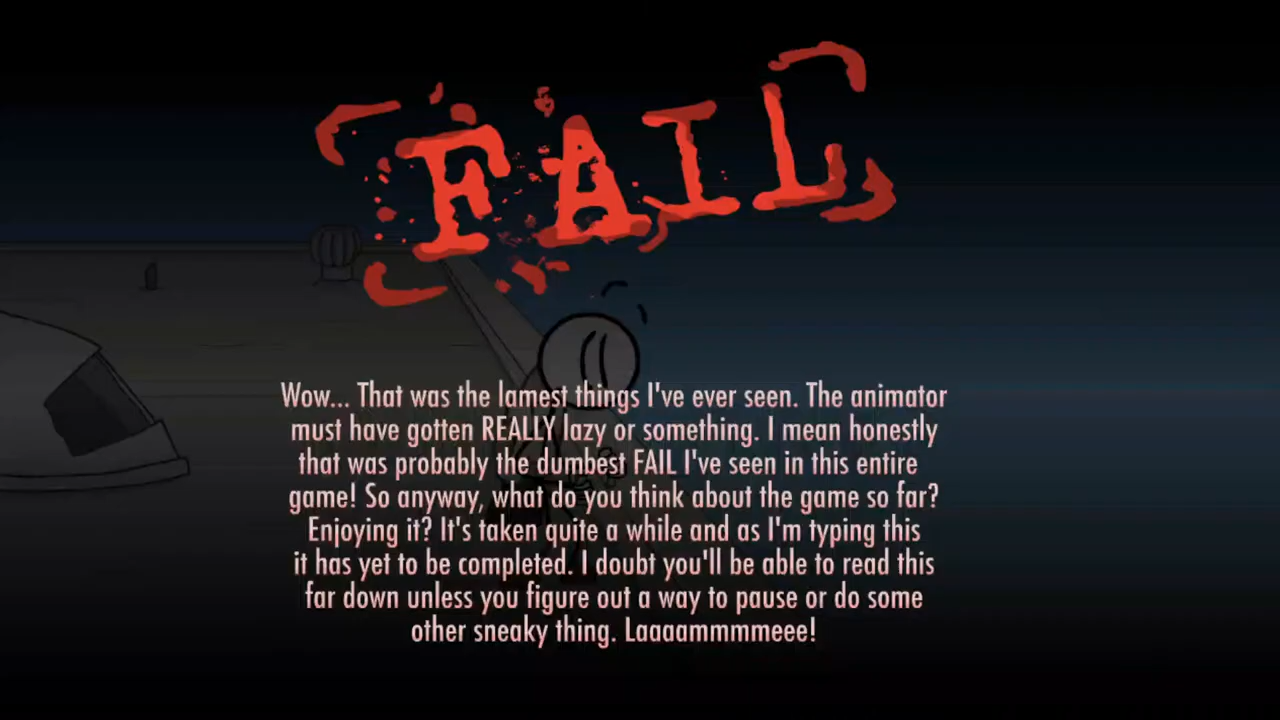 FAIL
Wow... That was the lamest things I've ever seen. The animator
must have gotten REALLY lazy or something. I mean honestly
that was probably the dumbest FAIL I've seen in this entire
game! So anyway, what do you think about the game so far?
Enjoying it? It's taken quite a while and as I'm typing this
it has yet to be completed. I doubt you'll be able to read this
far down unless you figure out a way to pause or do some
other sneaky thing. Laaaammmmeee!